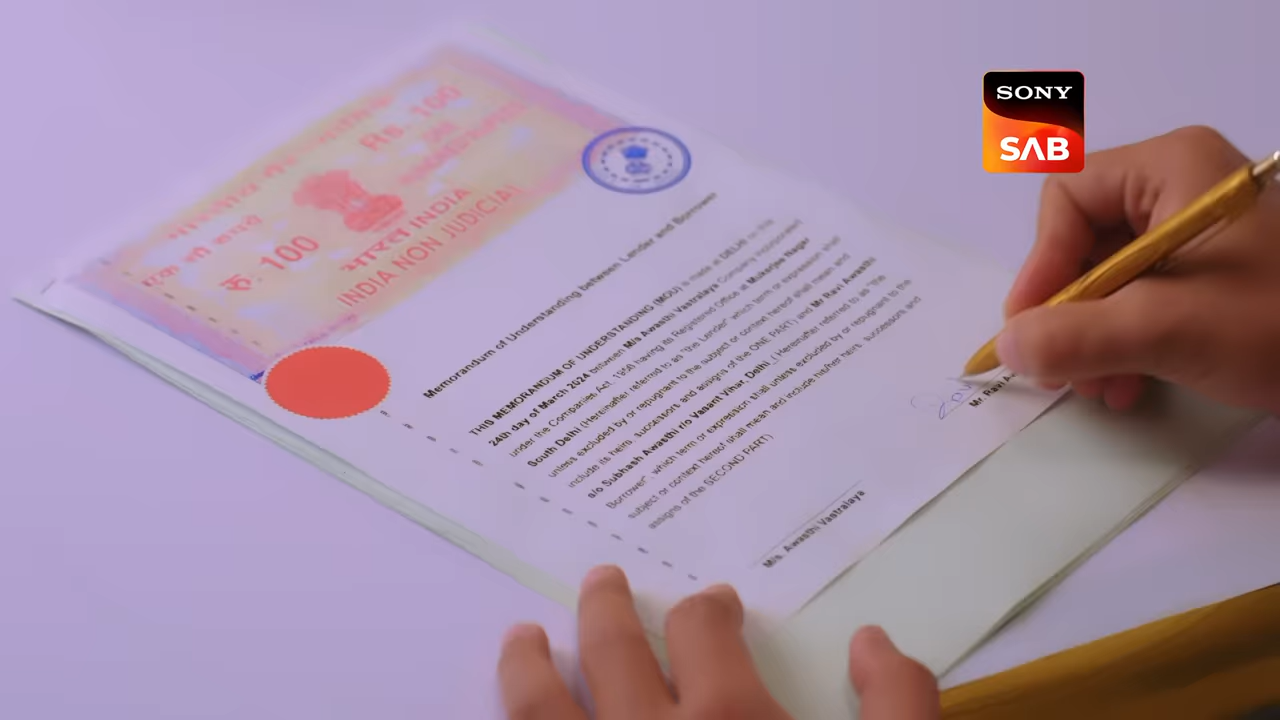 SONY
SAB
Rs. 100
रु. 100
भारत INDIA
INDIA NON JUDICIAL
Memorandum of Understanding between Lender and Borrower
THIS MEMORANDUM OF UNDERSTANDING (MOU) is made at DELHI on this
24th day of March 2024 between M/s Awasthi Vastralaya Company incorporated
under the Companies Act, 1956 having its Registered Office at Mukerjee Nagar
South Delhi (Hereinafter referred to as "the Lender" which term or expression shall
unless excluded by or repugnant to the subject or context hereof shall mean and
include its heirs, successors and assigns of the ONE PART) and Mr Ravi Awasthi
s/o Subhash Awasthi r/o Vasant Vihar, Delhi,( Hereinafter referred to as "the
Borrower", which term or expression shall unless excluded by or repugnant to the
subject or context hereof shall mean and include his/her heirs, successors and
assigns of the SECOND PART)
Mr. Ravi
M/s. Awasthi Vastralaya